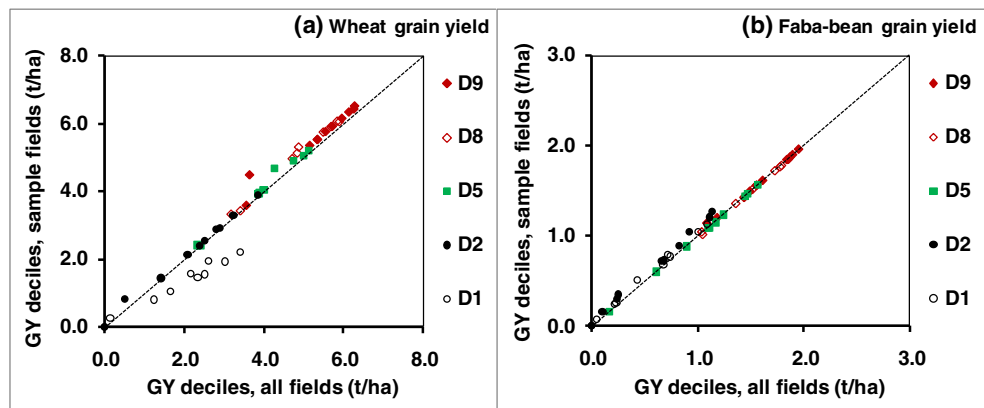 (a) Wheat grain yield
GY deciles, sample fields (t/ha)
8.0
6.0
4.0
2.0
0.0
0.0 2.0 4.0 6.0 8.0
GY deciles, all fields (t/ha)
D9
D8
D5
D2
D1
(b) Faba-bean grain yield
GY deciles, sample fields (t/ha)
3.0
2.0
1.0
0.0
0.0 1.0 2.0 3.0
GY deciles, all fields (t/ha)
D9
D8
D5
D2
D1